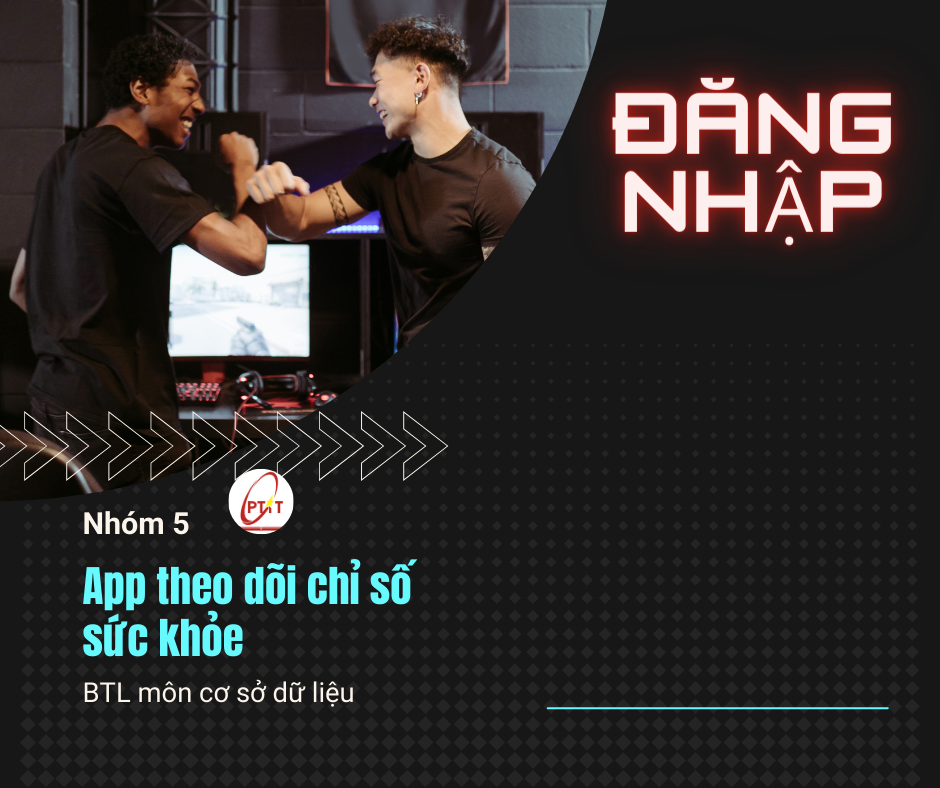 ĐĂNG
NHẬP
PTIT
Nhóm 5
App theo dõi chỉ số
sức khỏe
BTL môn cơ sở dữ liệu